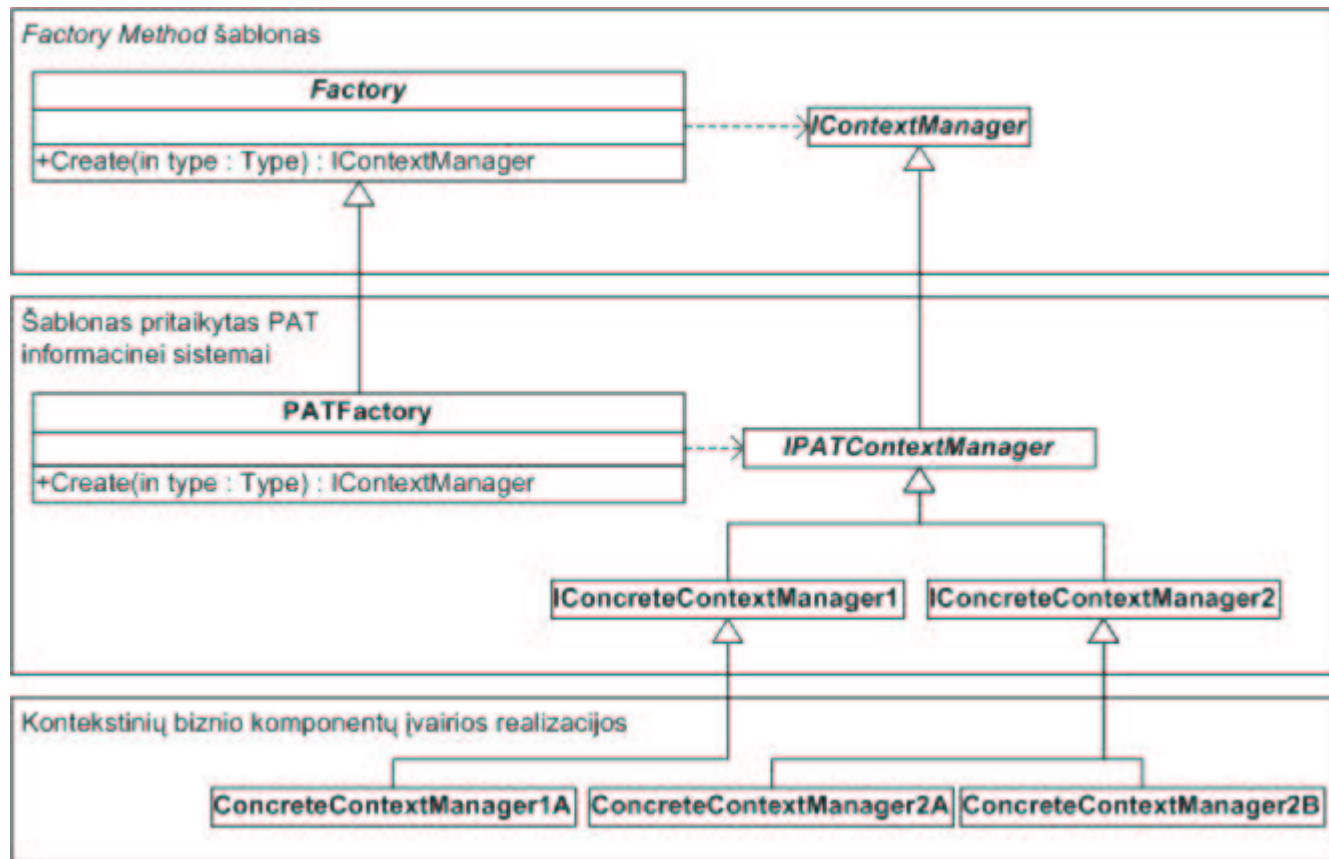 Factory Method šablonas
Factory
IContextManager
+Create(in type : Type) : IContextManager
Šablonas pritaikytas PAT
informacinei sistemai
PATFactory
IPATContextManager
+Create(in type : Type) : IContextManager
IConcreteContextManager1
IConcreteContextManager2
Kontekstinių biznio komponentų įvairios realizacijos
ConcreteContextManager1A
ConcreteContextManager2A
ConcreteContextManager2B